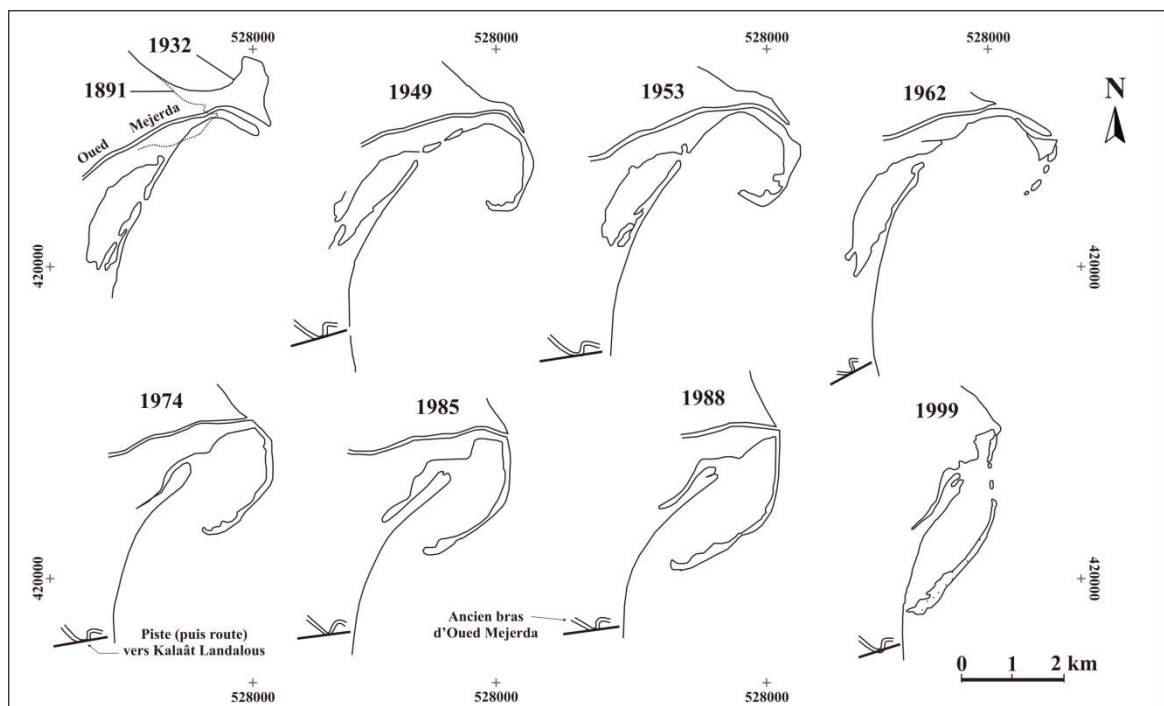 528000
528000
528000
528000
1932
1891
1949
1953
1962
N
Oued Mejerda
420000
420000
1974
1985
1988
1999
420000
420000
Piste (puis route)
vers Kalaât Landalous
Ancien bras
d'Oued Mejerda
0 1 2 km
528000
528000
528000